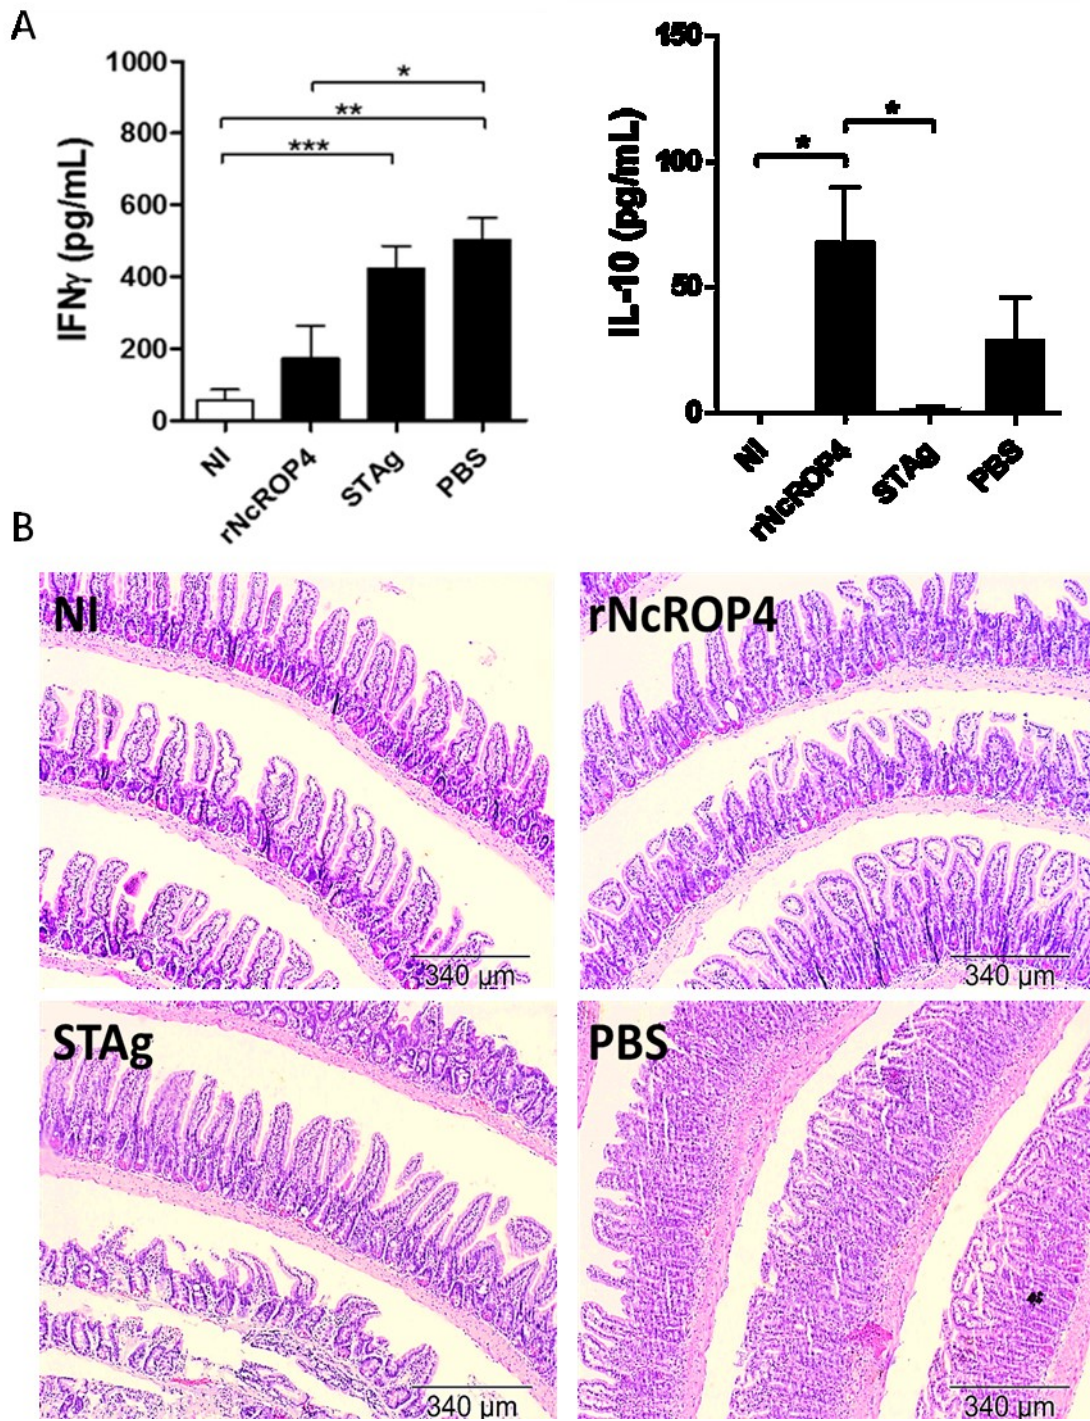 A
IFNγ (pg/mL)
1000
800
600
400
200
0
*
**
***
NI
rNcROP4
STAg
PBS
IL-10 (pg/mL)
150
100
50
0
*
*
NI
rNcROP4
STAg
PBS
B
NI
340 μm
rNcROP4
340 μm
STAg
340 μm
PBS
340 μm